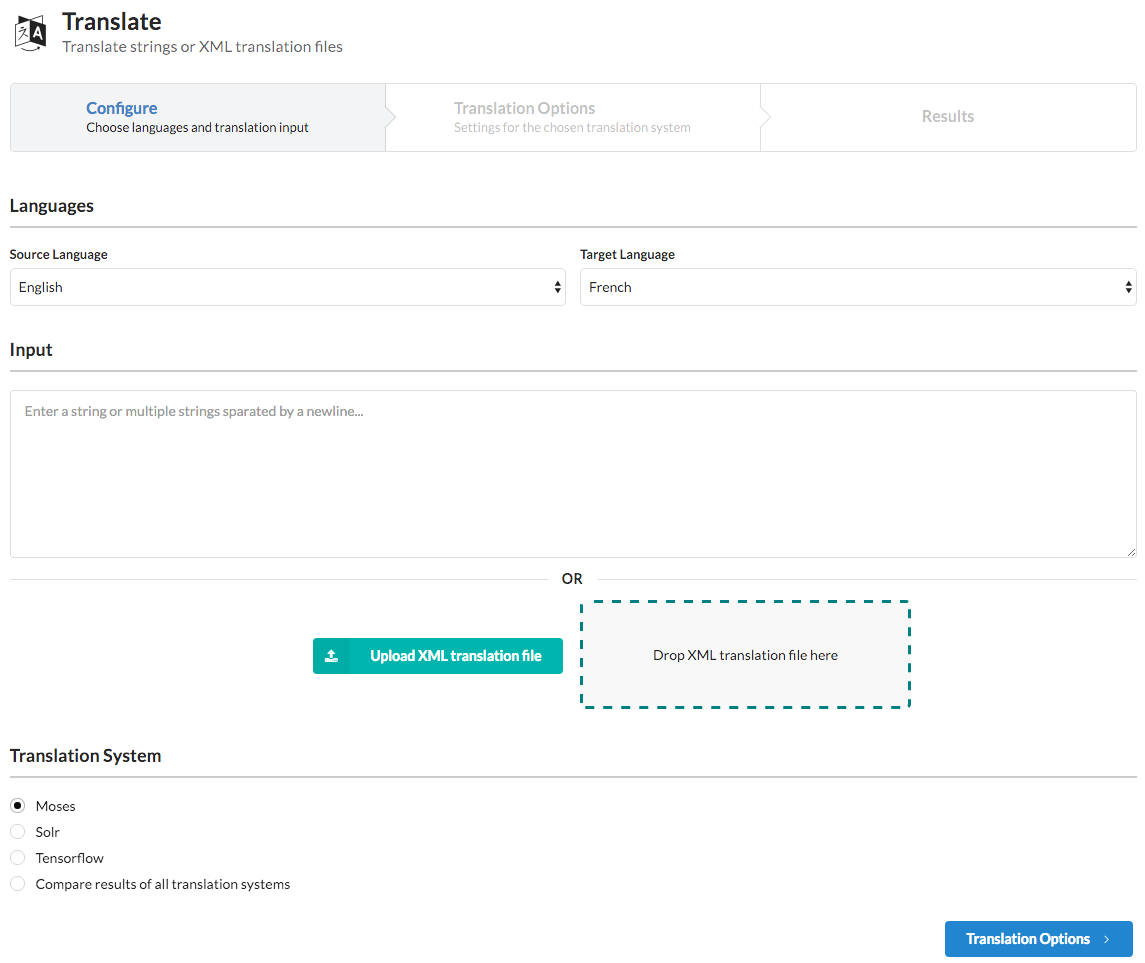 Translate
Translate strings or XML translation files
Configure
Choose languages and translation input
Translation Options
Settings for the chosen translation system
Results
Languages
Source Language
Target Language
English
French
Input
Enter a string or multiple strings sparated by a newline...
OR
Upload XML translation file
Drop XML translation file here
Translation System
Moses
Solr
Tensorflow
Compare results of all translation systems
Translation Options